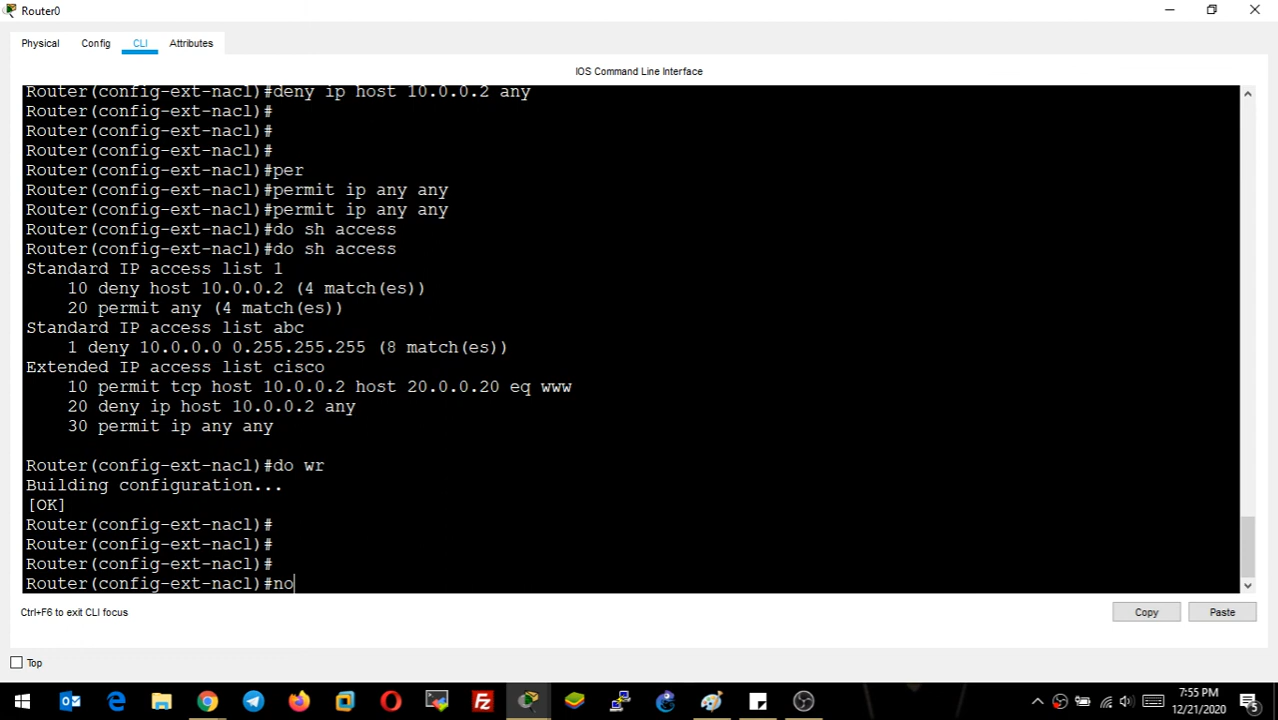 Router0
Physical Config CLI Attributes
IOS Command Line Interface
Router(config-ext-nacl)#deny ip host 10.0.0.2 any
Router(config-ext-nacl)#
Router(config-ext-nacl)#
Router(config-ext-nacl)#
Router(config-ext-nacl)#per
Router(config-ext-nacl)#permit ip any any
Router(config-ext-nacl)#permit ip any any
Router(config-ext-nacl)#do sh access
Router(config-ext-nacl)#do sh access
Standard IP access list 1
10 deny host 10.0.0.2 (4 match(es))
20 permit any (4 match(es))
Standard IP access list abc
1 deny 10.0.0.0 0.255.255.255 (8 match(es))
Extended IP access list cisco
10 permit tcp host 10.0.0.2 host 20.0.0.20 eq www
20 deny ip host 10.0.0.2 any
30 permit ip any any
Router(config-ext-nacl)#do wr
Building configuration...
[OK]
Router(config-ext-nacl)#
Router(config-ext-nacl)#
Router(config-ext-nacl)#
Router(config-ext-nacl)#no
Ctrl+F6 to exit CLI focus
Copy Paste
Top
7:55 PM
12/21/2020
5